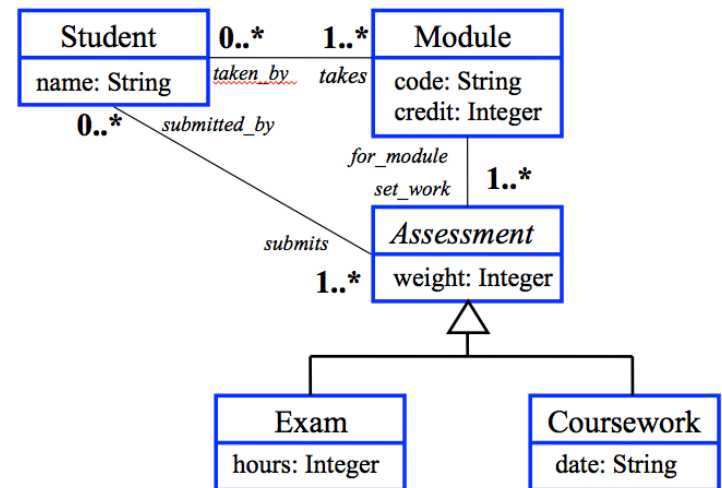 Student
name: String
0..*
1..*
taken_by
takes
Module
code: String
credit: Integer
0..*
submitted_by
for_module
set_work
1..*
submits
1..*
Assessment
weight: Integer
Exam
hours: Integer
Coursework
date: String